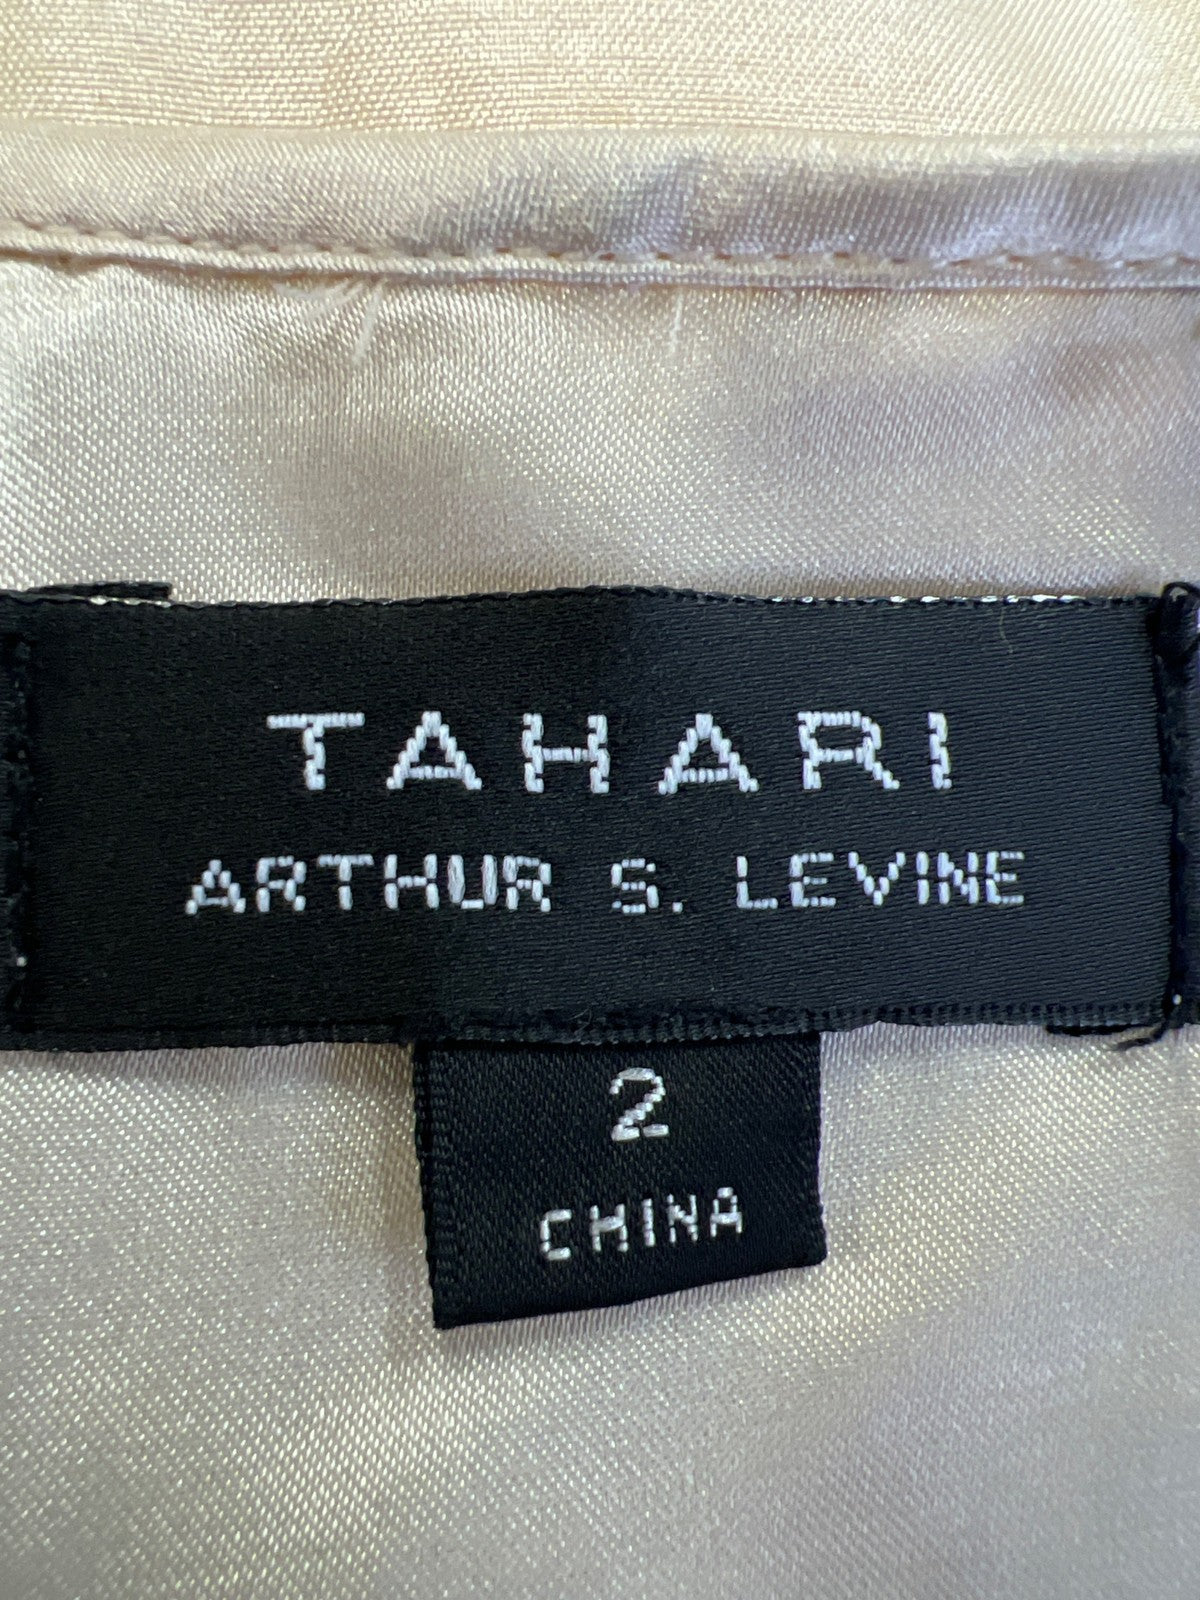 TAHARI
ARTHUR S. LEVINE
2
CHINA